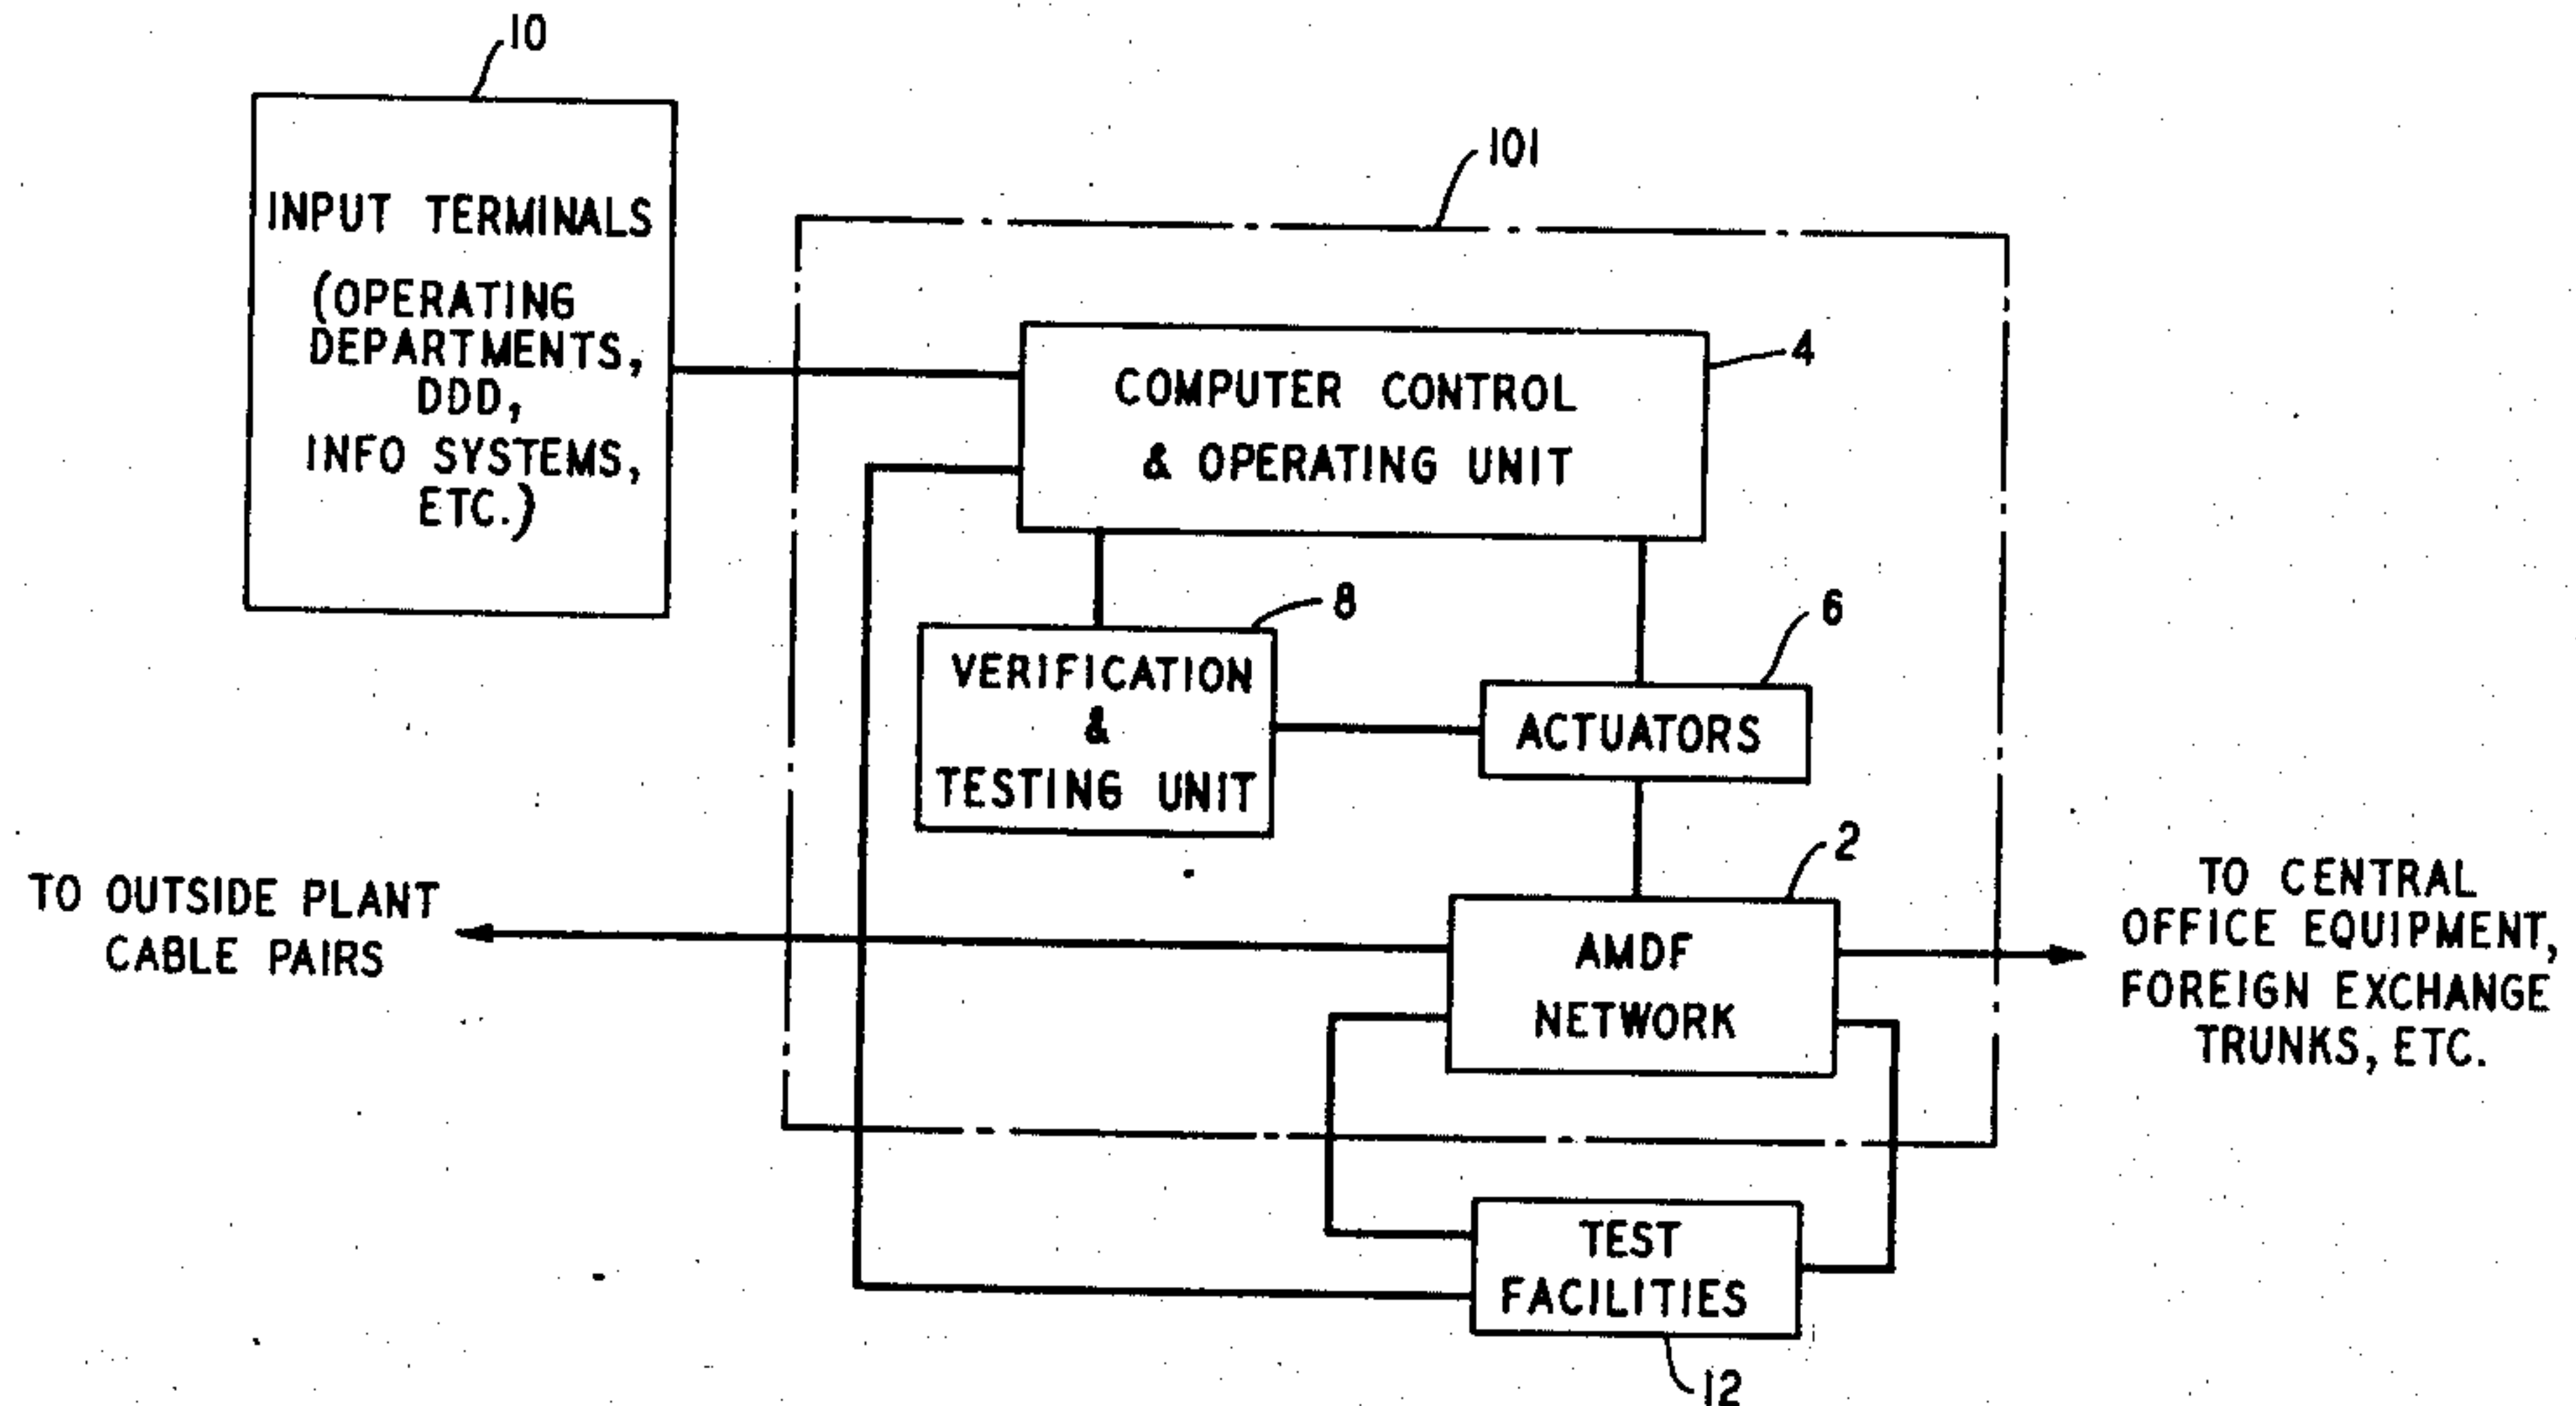 10
INPUT TERMINALS
(OPERATING
DEPARTMENTS,
DDD,
INFO SYSTEMS,
ETC.)
101
COMPUTER CONTROL
& OPERATING UNIT
4
VERIFICATION
&
TESTING UNIT
8
ACTUATORS
6
TO OUTSIDE PLANT
CABLE PAIRS
AMDF
NETWORK
2
TO CENTRAL
OFFICE EQUIPMENT,
FOREIGN EXCHANGE
TRUNKS, ETC.
TEST
FACILITIES
12